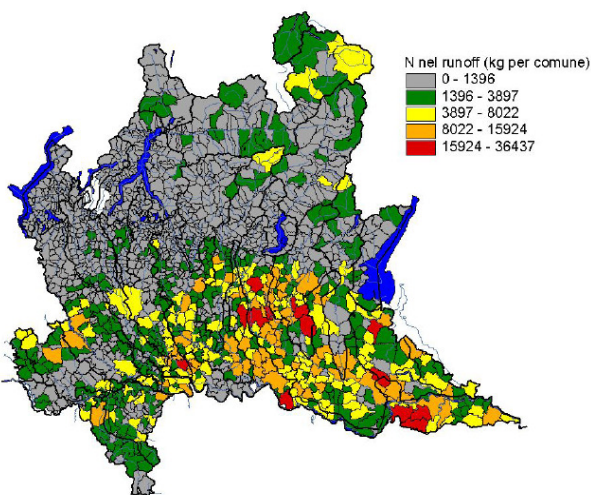 N nel runoff (kg per comune)
0 - 1396
1396 - 3897
3897 - 8022
8022 - 15924
15924 - 36437